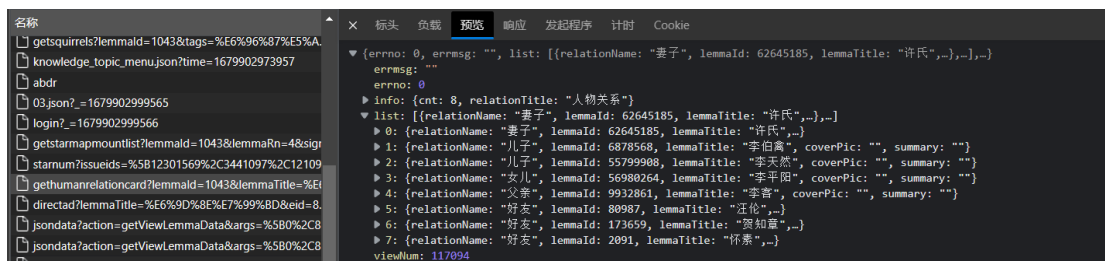 名称
getsquirrels?lemmaId=1043&tags=%E6%96%87%E5%A.
knowledge_topic_menu.json?time=1679902973957
abdr
03.json?_=1679902999565
login?_=1679902999566
getstarmapmountlist?lemmaId=1043&lemmaRn=4&sigr
starnum?issueids=%5B12301569%2C3441097%2C12109
gethumanrelationcard?lemmaId=1043&lemmaTitle=%E6
directad?lemmaTitle=%E6%9D%8E%E7%99%BD&eid=8.
jsondata?action=getViewLemmaData&args=%5B0%2C8
jsondata?action=getViewLemmaData&args=%5B0%2C8
× 标头 负载 预览 响应 发起程序 计时 Cookie
▼ {errno: 0, errmsg: "", list: [{relationName: "妻子", lemmaId: 62645185, lemmaTitle: "许氏",…},…],…}
errmsg: ""
errno: 0
▶ info: {cnt: 8, relationTitle: "人物关系"}
▼ list: [{relationName: "妻子", lemmaId: 62645185, lemmaTitle: "许氏",…},…]
▶ 0: {relationName: "妻子", lemmaId: 62645185, lemmaTitle: "许氏",…}
▶ 1: {relationName: "儿子", lemmaId: 6878568, lemmaTitle: "李伯禽", coverPic: "", summary: ""}
▶ 2: {relationName: "儿子", lemmaId: 55799908, lemmaTitle: "李天然", coverPic: "", summary: ""}
▶ 3: {relationName: "女儿", lemmaId: 56980264, lemmaTitle: "李平阳", coverPic: "", summary: ""}
▶ 4: {relationName: "父亲", lemmaId: 9932861, lemmaTitle: "李客", coverPic: "", summary: ""}
▶ 5: {relationName: "好友", lemmaId: 80987, lemmaTitle: "汪伦",…}
▶ 6: {relationName: "好友", lemmaId: 173659, lemmaTitle: "贺知章",…}
▶ 7: {relationName: "好友", lemmaId: 2091, lemmaTitle: "怀素",…}
viewNum: 117094